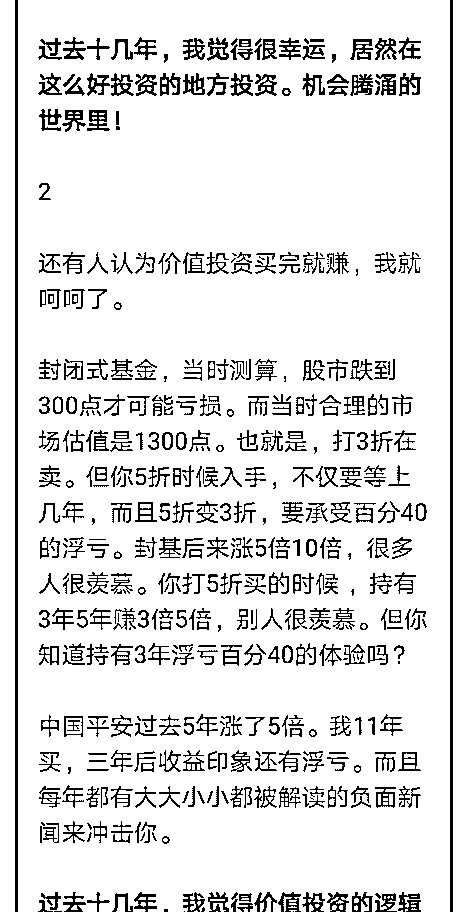 过去十几年，我觉得很幸运，居然在
这么好投资的地方投资。机会腾涌的
世界里！
2
还有人认为价值投资买完就赚，我就
呵呵了。
封闭式基金，当时测算，股市跌到
300点才可能亏损。而当时合理的市
场估值是1300点。也就是，打3折在
卖。但你5折时候入手，不仅要等上
几年，而且5折变3折，要承受百分40
的浮亏。封基后来涨5倍10倍，很多
人很羡慕。你打5折买的时候，持有
3年5年赚3倍5倍，别人很羡慕。但你
知道持有3年浮亏百分40的体验吗？
中国平安过去5年涨了5倍。我11年
买，三年后收益印象还有浮亏。而且
每年都有大大小小都被解读的负面新
闻来冲击你。
过去十几年，我觉得价值投资的逻辑